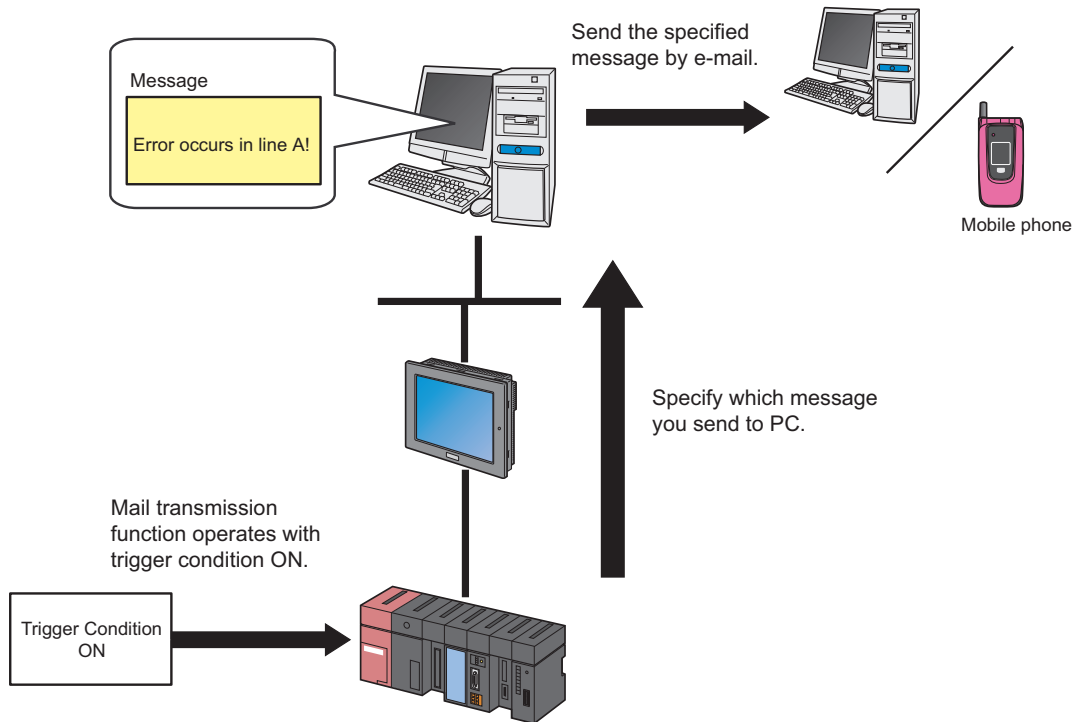 Send the specified
message by e-mail.
Message
Error occurs in line A!
Mobile phone
Specify which message
you send to PC.
Mail transmission
function operates with
trigger condition ON.
Trigger Condition
ON